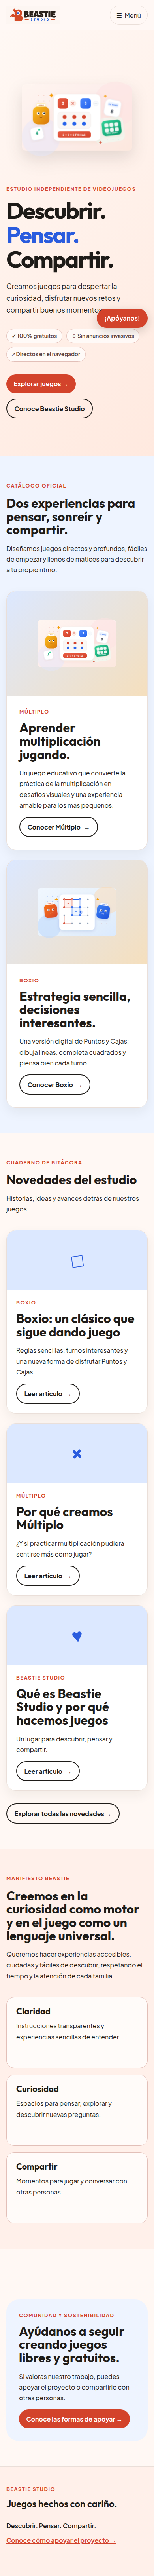 BEASTIE
STUDIO
☰ Menú
ESTUDIO INDEPENDIENTE DE VIDEOJUEGOS
Descubrir.
Pensar.
Compartir.
Creamos juegos para despertar la
curiosidad, disfrutar nuevos retos y
compartir buenos momentos
¡Apóyanos!
✓ 100% gratuitos
♢ Sin anuncios invasivos
↗ Directos en el navegador
Explorar juegos →
Conoce Beastie Studio
CATÁLOGO OFICIAL
Dos experiencias para
pensar, sonreír y
compartir.
Diseñamos juegos directos y profundos, fáciles
de empezar y llenos de matices para descubrir
a tu propio ritmo.
MÚLTIPLO
Aprender
multiplicación
jugando.
Un juego educativo que convierte la
práctica de la multiplicación en
desafíos visuales y una experiencia
amable para los más pequeños.
Conocer Múltiplo →
BOXIO
Estrategia sencilla,
decisiones
interesantes.
Una versión digital de Puntos y Cajas:
dibuja líneas, completa cuadrados y
piensa bien cada turno.
Conocer Boxio →
CUADERNO DE BITÁCORA
Novedades del estudio
Historias, ideas y avances detrás de nuestros
juegos.
BOXIO
Boxio: un clásico que
sigue dando juego
Reglas sencillas, turnos interesantes y
una nueva forma de disfrutar Puntos y
Cajas.
Leer artículo →
MÚLTIPLO
Por qué creamos
Múltiplo
¿Y si practicar multiplicación pudiera
sentirse más como jugar?
Leer artículo →
BEASTIE STUDIO
Qué es Beastie
Studio y por qué
hacemos juegos
Un lugar para descubrir, pensar y
compartir.
Leer artículo →
Explorar todas las novedades →
MANIFIESTO BEASTIE
Creemos en la
curiosidad como motor
y en el juego como un
lenguaje universal.
Queremos hacer experiencias accesibles,
cuidadas y fáciles de descubrir, respetando el
tiempo y la atención de cada familia.
Claridad
Instrucciones transparentes y
experiencias sencillas de entender.
Curiosidad
Espacios para pensar, explorar y
descubrir nuevas preguntas.
Compartir
Momentos para jugar y conversar con
otras personas.
COMUNIDAD Y SOSTENIBILIDAD
Ayúdanos a seguir
creando juegos
libres y gratuitos.
Si valoras nuestro trabajo, puedes
apoyar el proyecto o compartirlo con
otras personas.
Conoce las formas de apoyar →
BEASTIE STUDIO
Juegos hechos con cariño.
Descubrir. Pensar. Compartir.
Conoce cómo apoyar el proyecto →